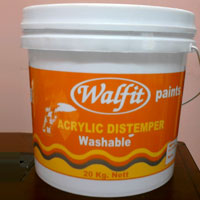 Walfit paints
ACRYLIC DISTEMPER
Washable
20 Kg. Nett